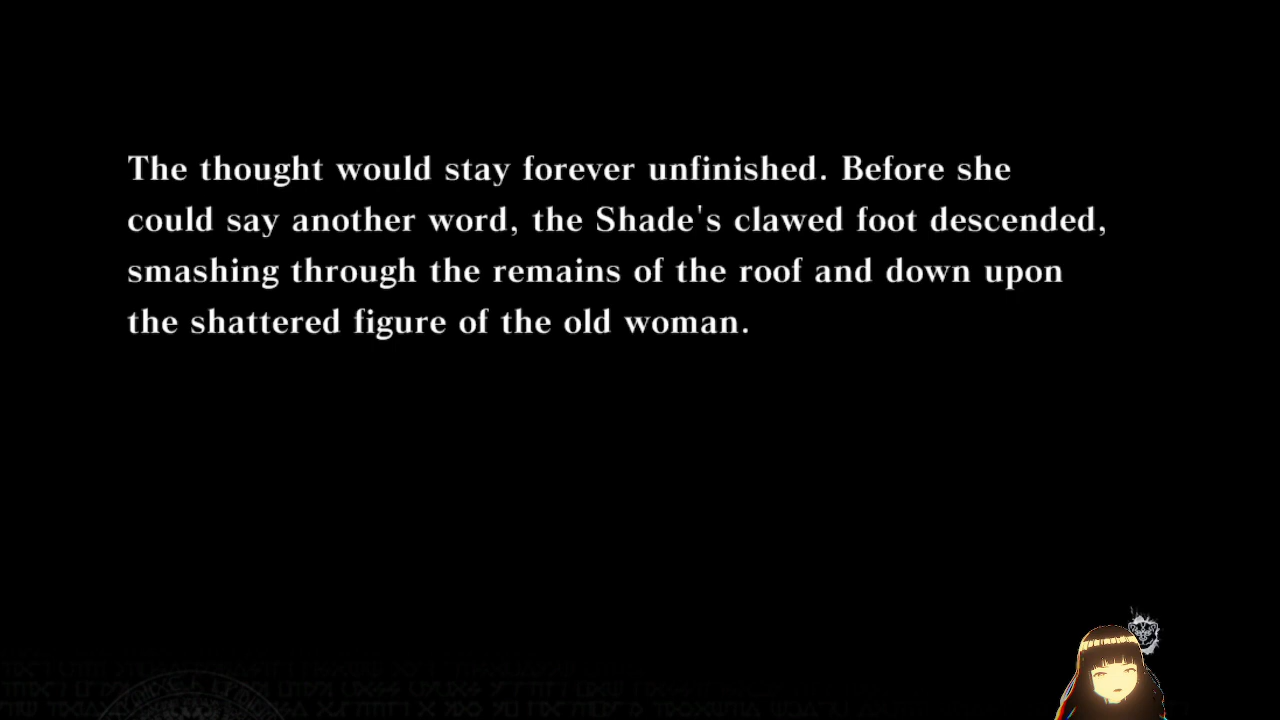 The thought would stay forever unfinished. Before she
could say another word, the Shade's clawed foot descended,
smashing through the remains of the roof and down upon
the shattered figure of the old woman.